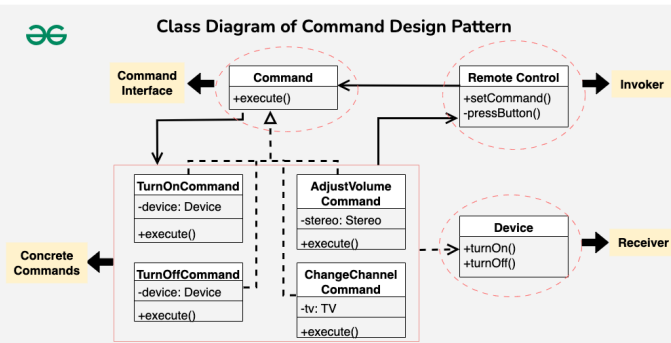 Class Diagram of Command Design Pattern
Command
Interface
Command
+execute()
Remote Control
+setCommand()
-pressButton()
Invoker
TurnOnCommand
-device: Device
+execute()
AdjustVolume
Command
-stereo: Stereo
+execute()
Device
+turnOn()
+turnOff()
Receiver
Concrete
Commands
TurnOffCommand
-device: Device
+execute()
ChangeChannel
Command
-tv: TV
+execute()